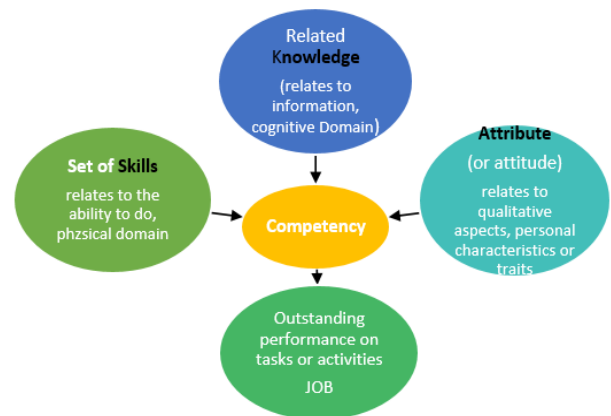 Related
Knowledge
(relates to
information,
cognitive Domain)
Set of Skills
relates to the
ability to do,
phzsical domain
Attribute
(or attitude)
relates to
qualitative
aspects, personal
characteristics or
traits
Competency
Outstanding
performance on
tasks or activities
JOB